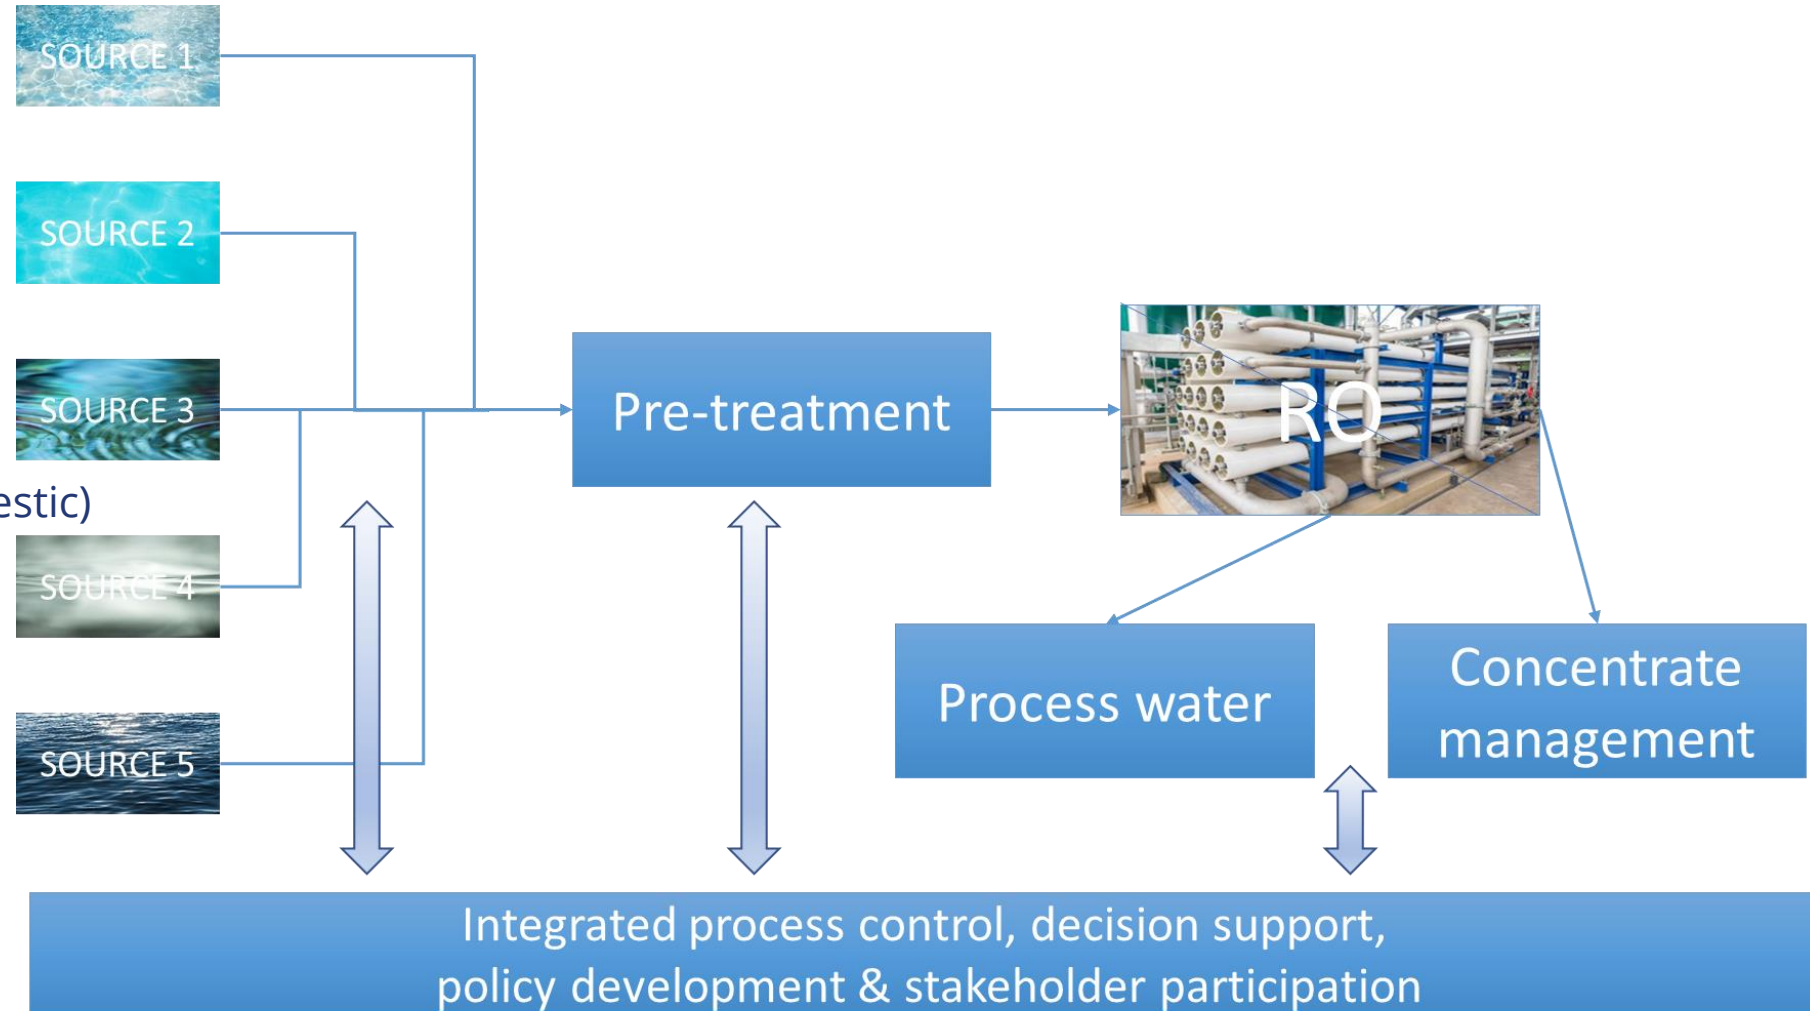 SOURCE 1
SOURCE 2
SOURCE 3
estic)
SOURCE 4
SOURCE 5
Pre-treatment
RO
Process water
Concentrate
management
Integrated process control, decision support,
policy development & stakeholder participation